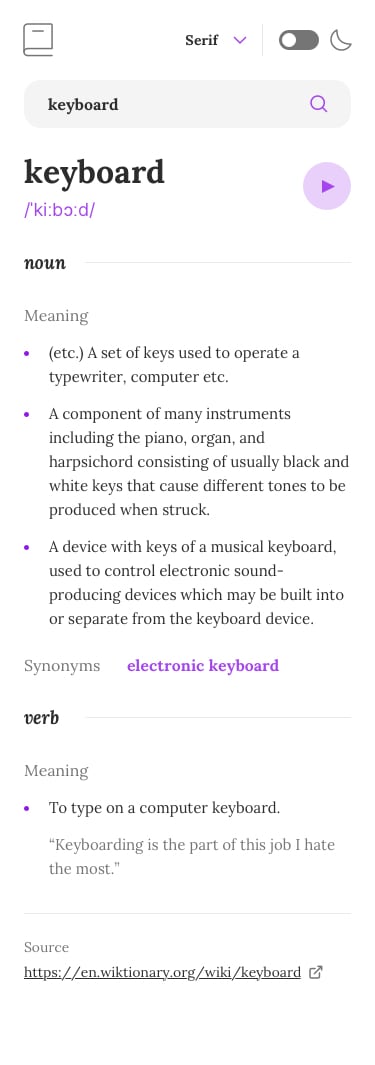 Serif
keyboard
keyboard
/ˈkiːbɔːd/
noun
Meaning
(etc.) A set of keys used to operate a
typewriter, computer etc.
A component of many instruments
including the piano, organ, and
harpsichord consisting of usually black and
white keys that cause different tones to be
produced when struck.
A device with keys of a musical keyboard,
used to control electronic sound-
producing devices which may be built into
or separate from the keyboard device.
Synonyms electronic keyboard
verb
Meaning
To type on a computer keyboard.
“Keyboarding is the part of this job I hate
the most.”
Source
https://en.wiktionary.org/wiki/keyboard